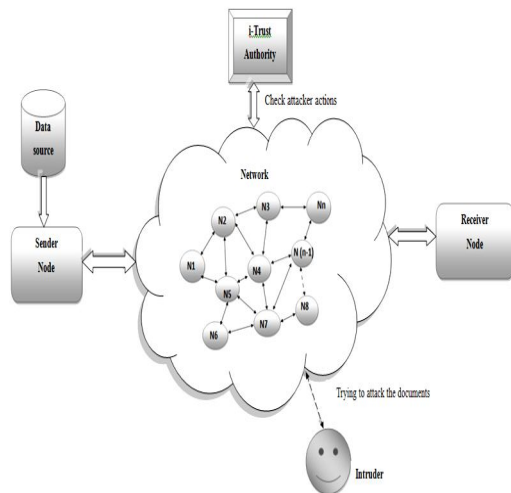 i-Trust
Authority
Check attacker actions
Data
source
Network
Sender
Node
Receiver
Node
N1
N2
N3
Nn
N4
N (n-1)
N5
N6
N7
N8
Trying to attack the documents
Intruder